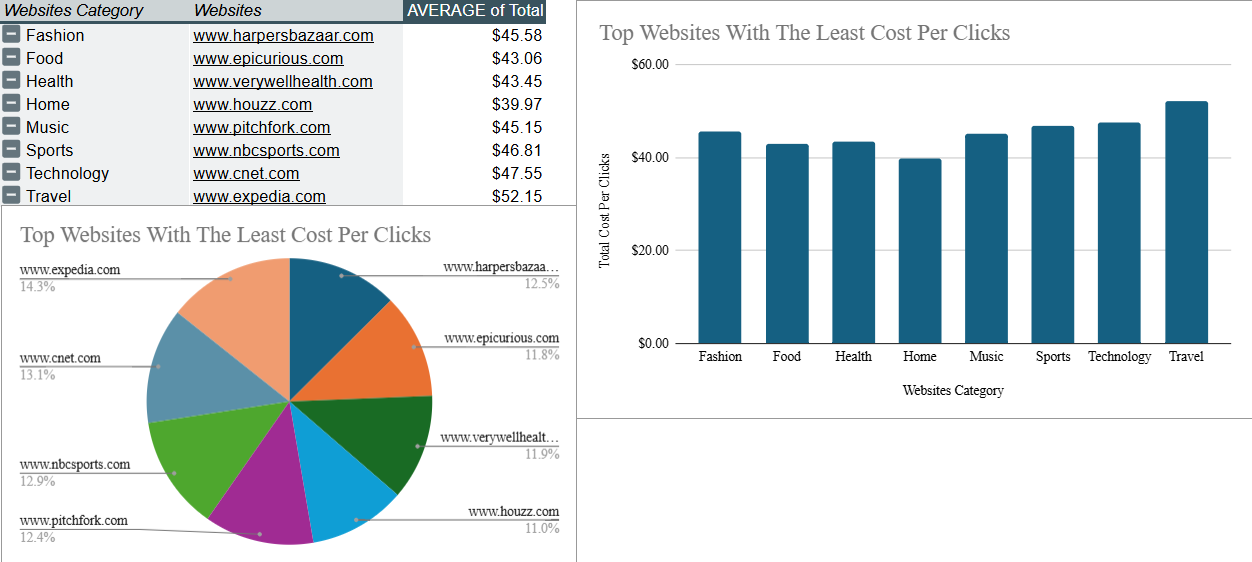 Websites Category Websites AVERAGE of Total
Fashion www.harpersbazaar.com $45.58
Food www.epicurious.com $43.06
Health www.verywellhealth.com $43.45
Home www.houzz.com $39.97
Music www.pitchfork.com $45.15
Sports www.nbcsports.com $46.81
Technology www.cnet.com $47.55
Travel www.expedia.com $52.15
Top Websites With The Least Cost Per Clicks
www.expedia.com
14.3%
www.cnet.com
13.1%
www.nbcsports.com
12.9%
www.pitchfork.com
12.4%
www.harpersbazaa…
12.5%
www.epicurious.com
11.8%
www.verywellhealt…
11.9%
www.houzz.com
11.0%
Top Websites With The Least Cost Per Clicks
Total Cost Per Clicks
$60.00
$40.00
$20.00
$0.00
Fashion Food Health Home Music Sports Technology Travel
Websites Category